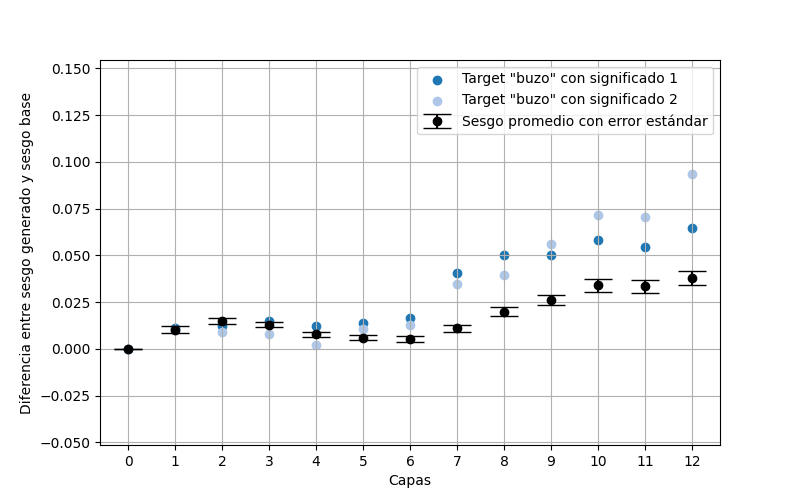 Target "buzo" con significado 1
Target "buzo" con significado 2
Sesgo promedio con error estándar
Diferencia entre sesgo generado y sesgo base
0.150
0.125
0.100
0.075
0.050
0.025
0.000
−0.025
−0.050
0 1 2 3 4 5 6 7 8 9 10 11 12
Capas